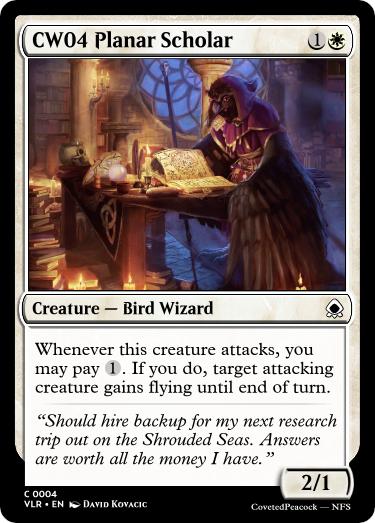 CW04 Planar Scholar 1
Creature — Bird Wizard
Whenever this creature attacks, you
may pay 1. If you do, target attacking
creature gains flying until end of turn.
“Should hire backup for my next research
trip out on the Shrouded Seas. Answers
are worth all the money I have.”
2/1
C 0004
VLR • EN DAVID KOVACIC
CovetedPeacock — NFS